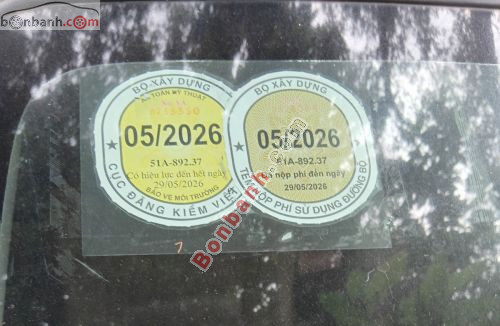 bonbanh.com
BỘ XÂY DỰNG
AN TOÀN KỸ THUẬT
05/2026
51A-892.37
Có hiệu lực đến hết ngày
29/05/2026
BẢO VỆ MÔI TRƯỜNG
CỤC ĐĂNG KIỂM VIỆT
BỘ XÂY DỰNG
05/2026
51A-892.37
nộp phí đến ngày
29/05/2026
TEM NỘP PHÍ SỬ DỤNG ĐƯỜNG BỘ
Bonbanh.com